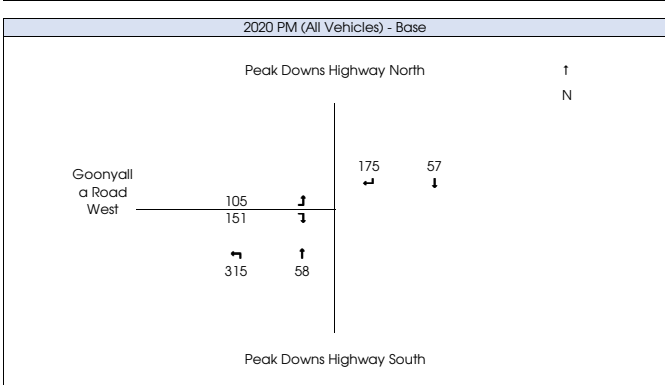 2020 PM (All Vehicles) - Base
Peak Downs Highway North
↑
N
175 57
↵ ↓
Goonyall
a Road
West
105 ↥
151 ↴
↰ ↑
315 58
Peak Downs Highway South